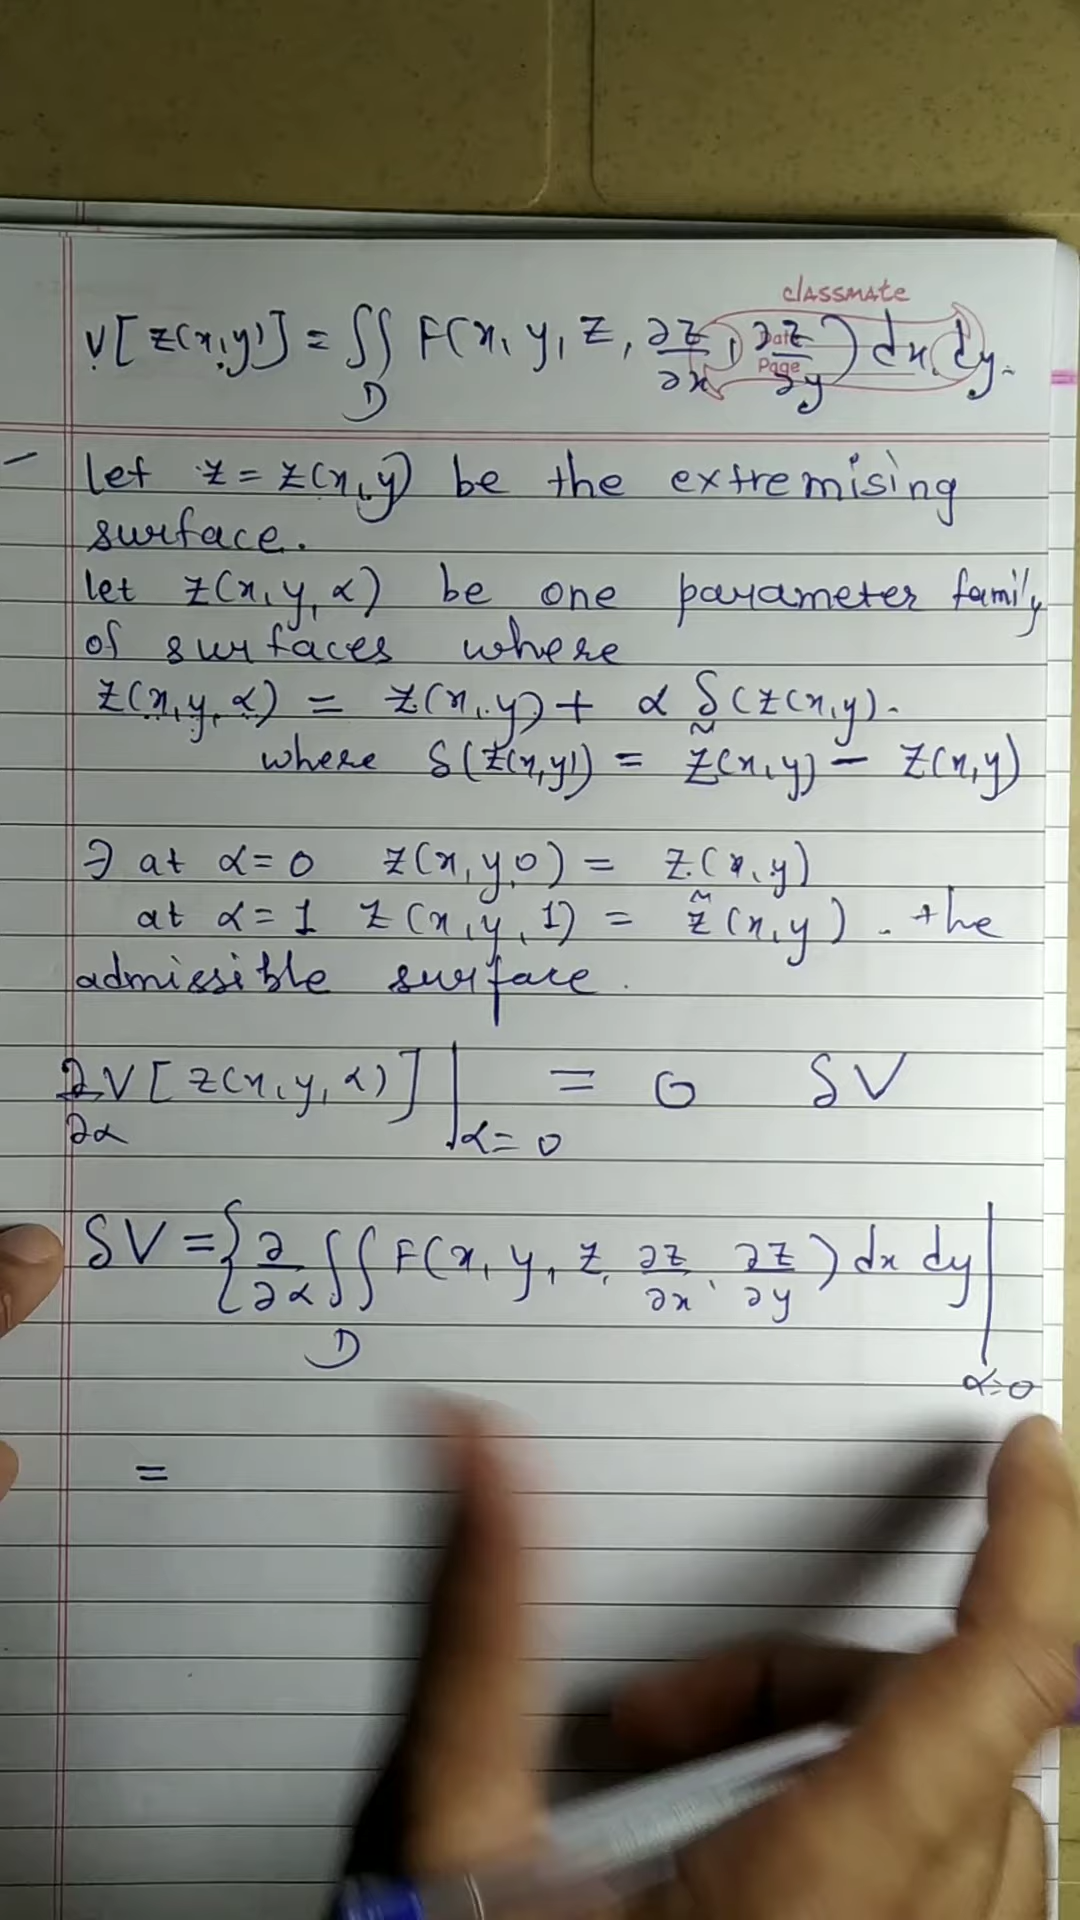 classmate
Date
Page
v[z(x,y)] = ∬_D F(x, y, z, ∂z/∂x, ∂z/∂y) dx dy.
– Let z = z(x,y) be the extremising
surface.
let z(x,y,α) be one parameter family
of surfaces where
z(x,y,α) = z(x,y) + α δ(z(x,y).
where δ(z(x,y)) = z̃(x,y) – z(x,y)
∋ at α=0 z(x,y,0) = z(x,y)
at α=1 z(x,y,1) = z̃(x,y). the
admissible surface.
∂/∂α V[z(x,y,α)] |_{α=0} = 0 δV
δV = { ∂/∂α ∬_D F(x, y, z, ∂z/∂x, ∂z/∂y) dx dy |_{α=0}
=